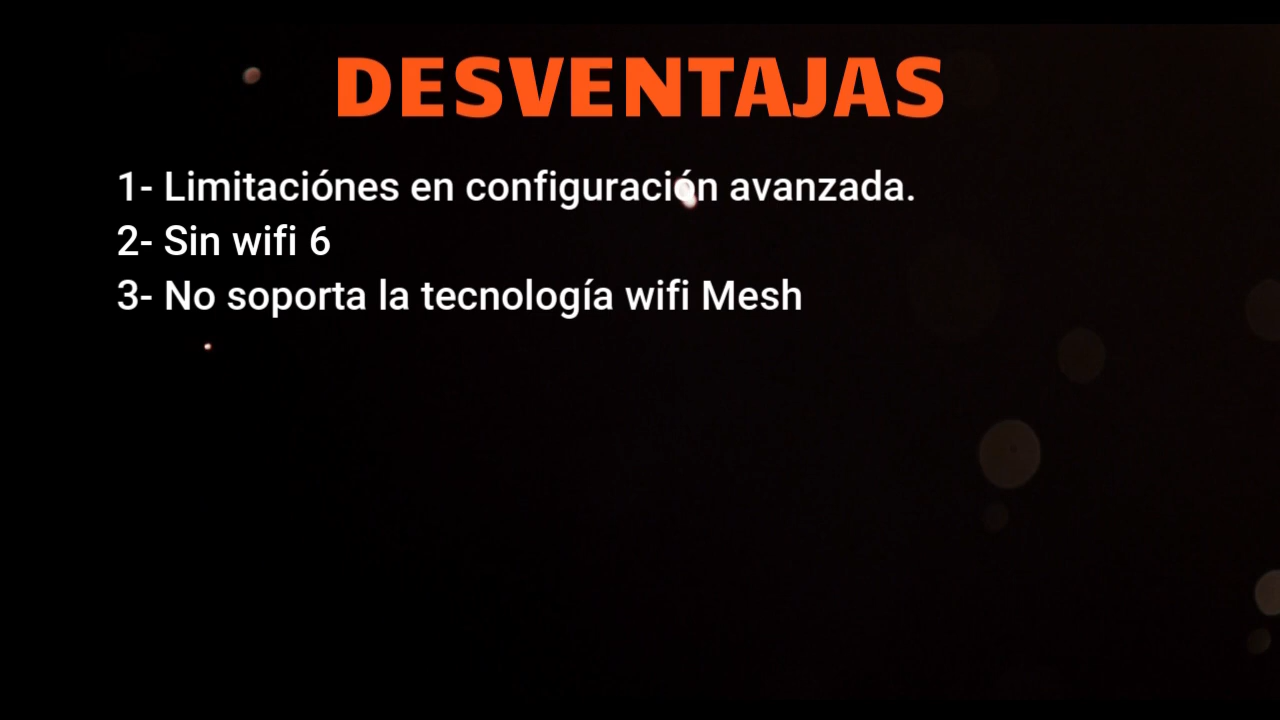 DESVENTAJAS
1- Limitaciónes en configuración avanzada.
2- Sin wifi 6
3- No soporta la tecnología wifi Mesh